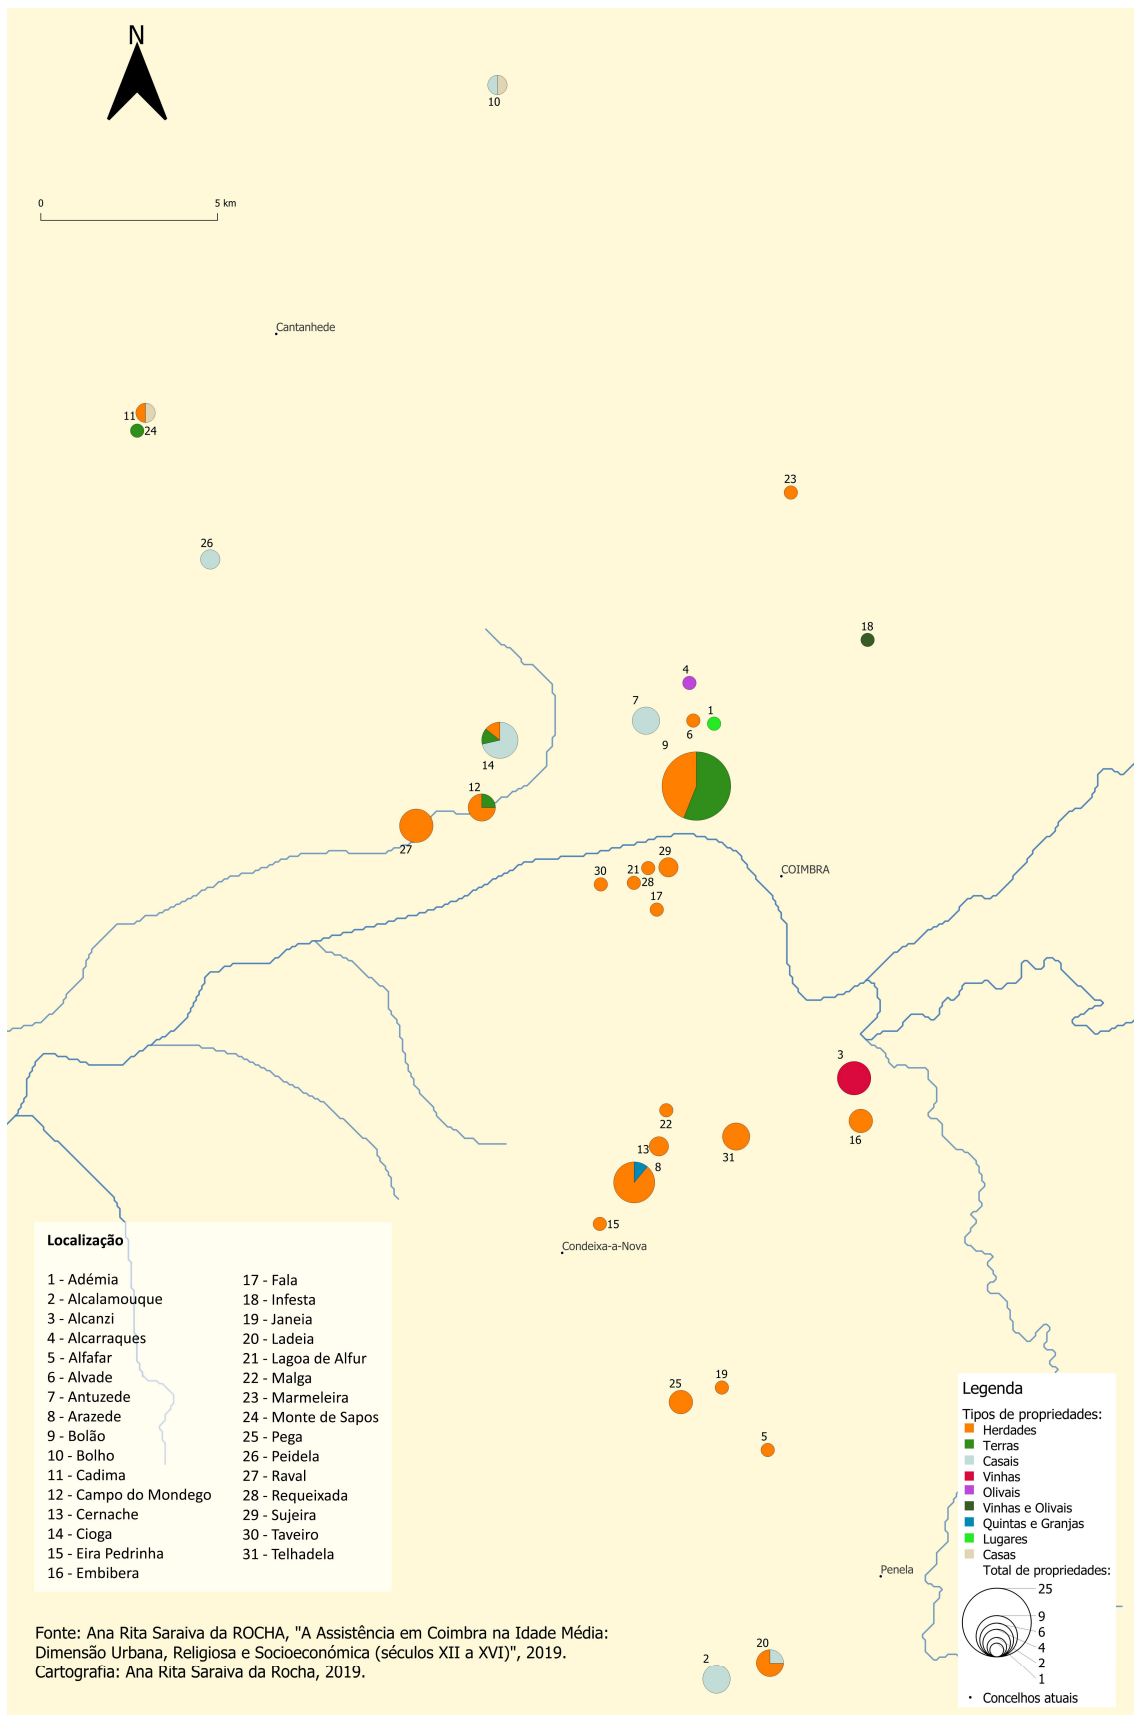 N
10
0 5 km
Cantanhede
11
24
23
26
18
4
7
1
6
9
14
12
27
29
30
21
28
17
COIMBRA
3
22
16
13
31
8
15
Condeixa-a-Nova
19
25
5
Penela
20
2
Localização
1 - Adémia
2 - Alcalamouque
3 - Alcanzi
4 - Alcarraques
5 - Alfafar
6 - Alvade
7 - Antuzede
8 - Arazede
9 - Bolão
10 - Bolho
11 - Cadima
12 - Campo do Mondego
13 - Cernache
14 - Cioga
15 - Eira Pedrinha
16 - Embibera
17 - Fala
18 - Infesta
19 - Janeia
20 - Ladeia
21 - Lagoa de Alfur
22 - Malga
23 - Marmeleira
24 - Monte de Sapos
25 - Pega
26 - Peidela
27 - Raval
28 - Requeixada
29 - Sujeira
30 - Taveiro
31 - Telhadela
Legenda
Tipos de propriedades:
Herdades
Terras
Casais
Vinhas
Olivais
Vinhas e Olivais
Quintas e Granjas
Lugares
Casas
Total de propriedades:
25
9
6
4
2
1
Concelhos atuais
Fonte: Ana Rita Saraiva da ROCHA, "A Assistência em Coimbra na Idade Média:
Dimensão Urbana, Religiosa e Socioeconómica (séculos XII a XVI)", 2019.
Cartografia: Ana Rita Saraiva da Rocha, 2019.